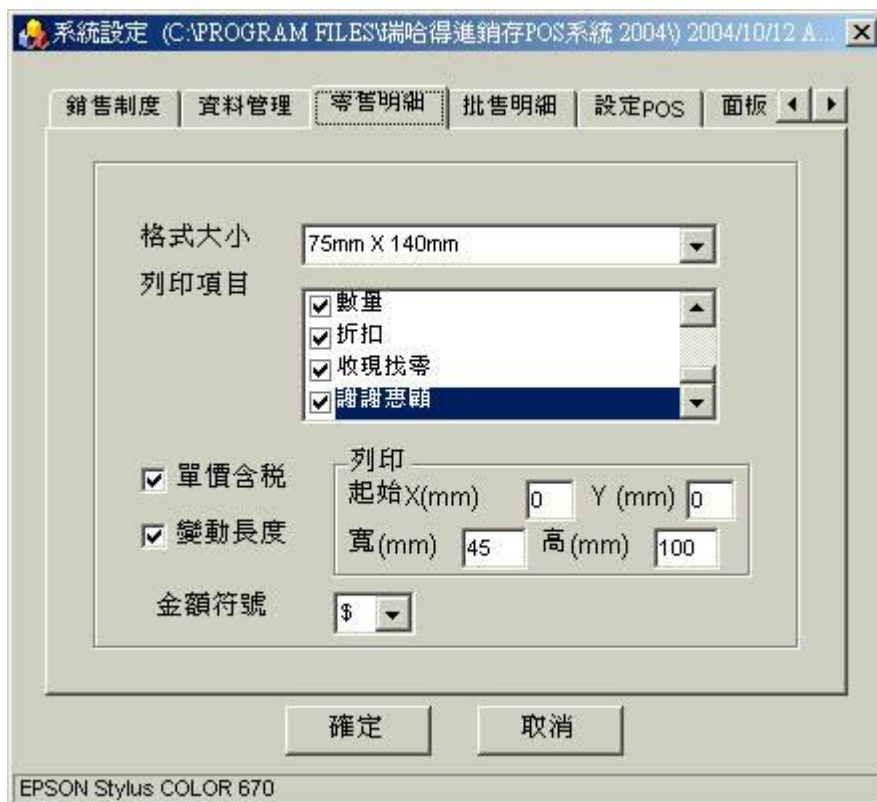 系統設定 (C:\PROGRAM FILES\瑞哈得進銷存POS系統 2004\) 2004/10/12 A...
銷售制度 資料管理 零售明細 批售明細 設定POS 面板
格式大小 75mm X 140mm
列印項目
數量
折扣
收現找零
謝謝惠顧
單價含稅
變動長度
列印
起始X(mm) 0 Y (mm) 0
寬(mm) 45 高(mm) 100
金額符號 $
確定 取消
EPSON Stylus COLOR 670